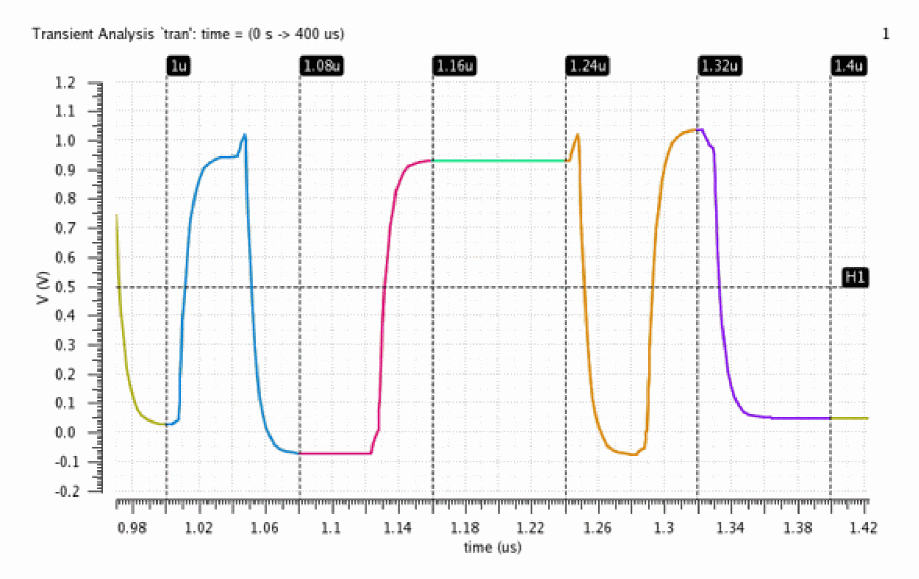 Transient Analysis `tran': time = (0 s -> 400 us)
1
1u 1.08u 1.16u 1.24u 1.32u 1.4u
1.2
1.1
1.0
0.9
0.8
0.7
0.6
0.5
0.4
0.3
0.2
0.1
0.0
-0.1
-0.2
V (V)
H1
0.98 1.02 1.06 1.1 1.14 1.18 1.22 1.26 1.3 1.34 1.38 1.42
time (us)